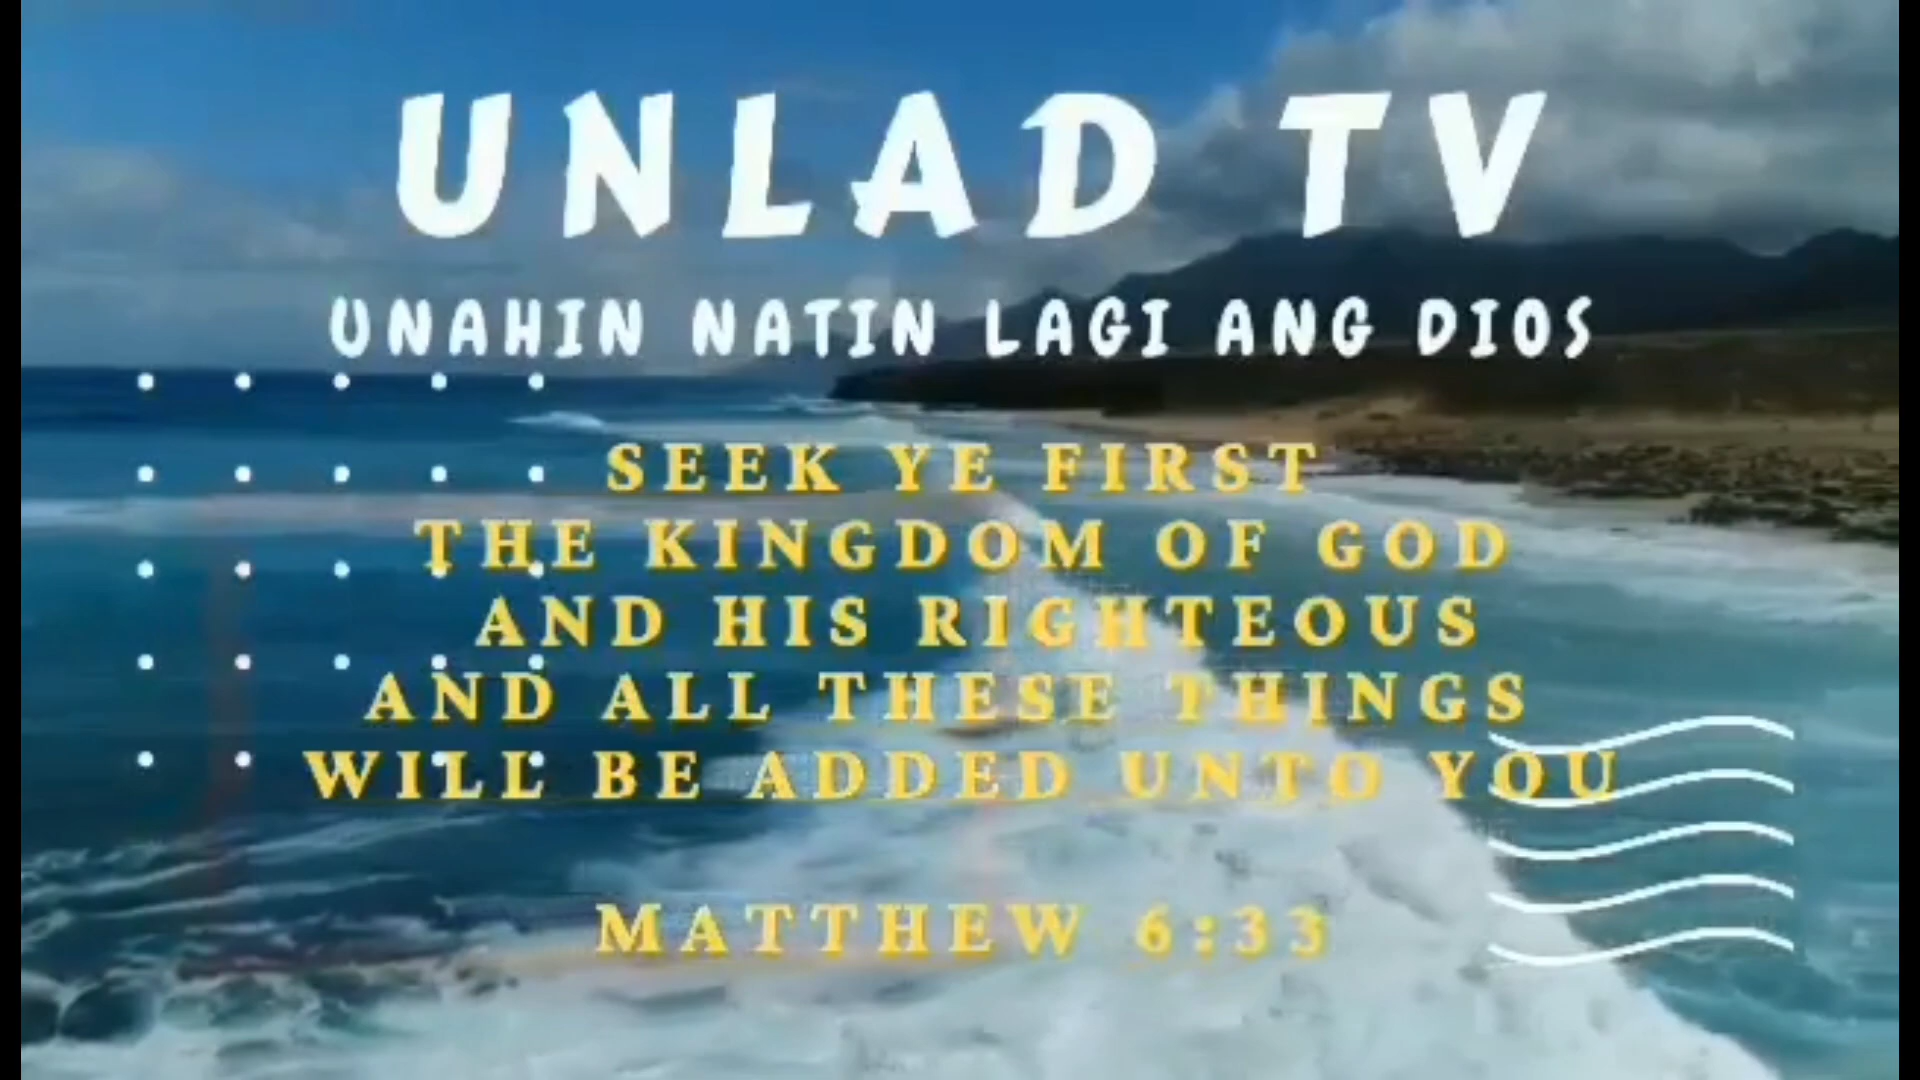 UNLAD TV
UNAHIN NATIN LAGI ANG DIOS
SEEK YE FIRST
THE KINGDOM OF GOD
AND HIS RIGHTEOUS
AND ALL THESE THINGS
WILL BE ADDED UNTO YOU
MATTHEW 6:33